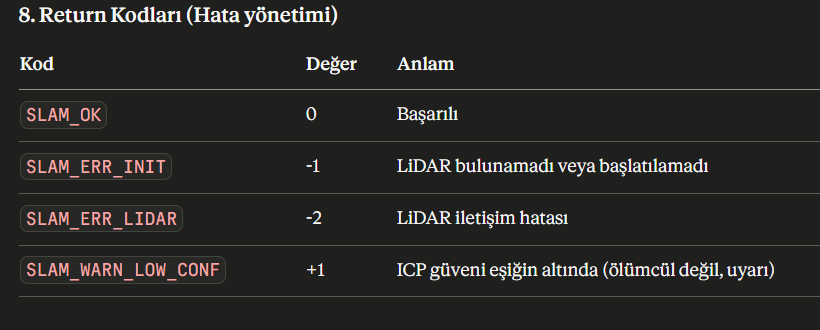 8. Return Kodları (Hata yönetimi)
Kod Değer Anlam
SLAM_OK 0 Başarılı
SLAM_ERR_INIT -1 LiDAR bulunamadı veya başlatılamadı
SLAM_ERR_LIDAR -2 LiDAR iletişim hatası
SLAM_WARN_LOW_CONF +1 ICP güveni eşiğin altında (ölümcül değil, uyarı)